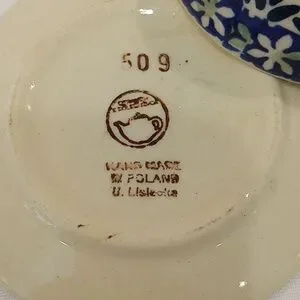 509
HAND MADE
IN POLAND
U. Lisiecka